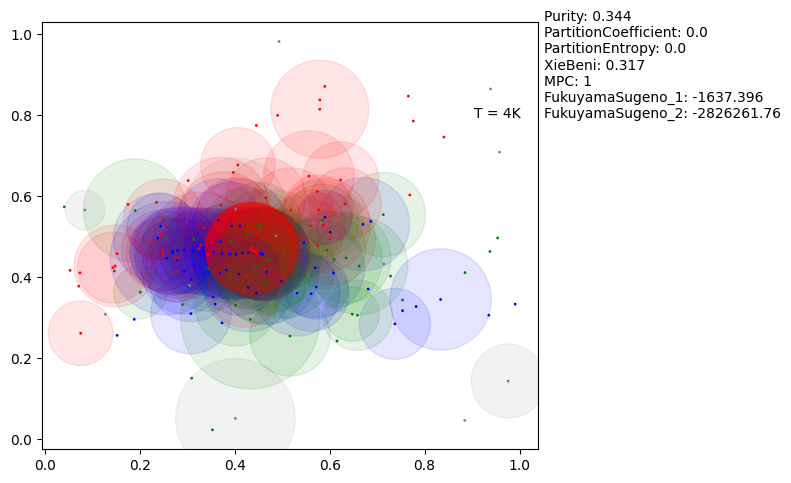 Purity: 0.344
PartitionCoefficient: 0.0
PartitionEntropy: 0.0
XieBeni: 0.317
MPC: 1
FukuyamaSugeno_1: -1637.396
FukuyamaSugeno_2: -2826261.76
1.0
0.8
T = 4K
0.6
0.4
0.2
0.0
0.0 0.2 0.4 0.6 0.8 1.0